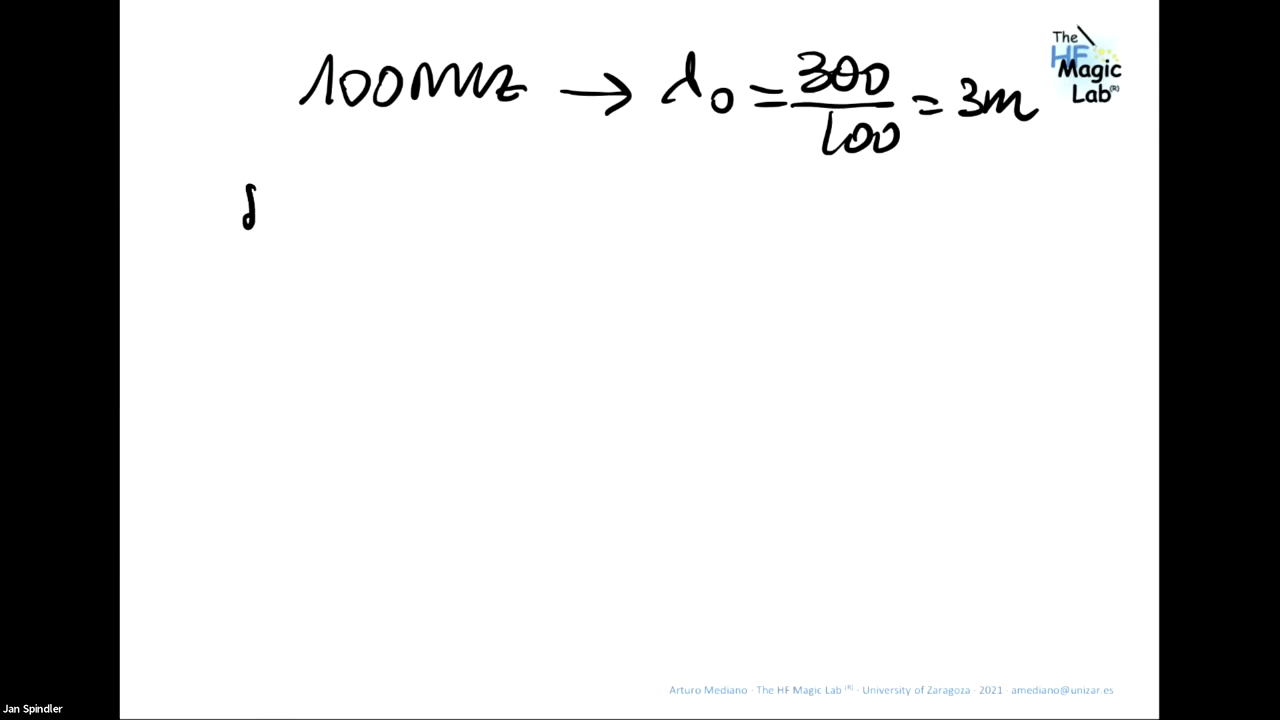 100MHz → λ₀ = 300/100 = 3m
The
HF
Magic
Lab(R)
Arturo Mediano · The HF Magic Lab (R) · University of Zaragoza · 2021 · amediano@unizar.es
Jan Spindler